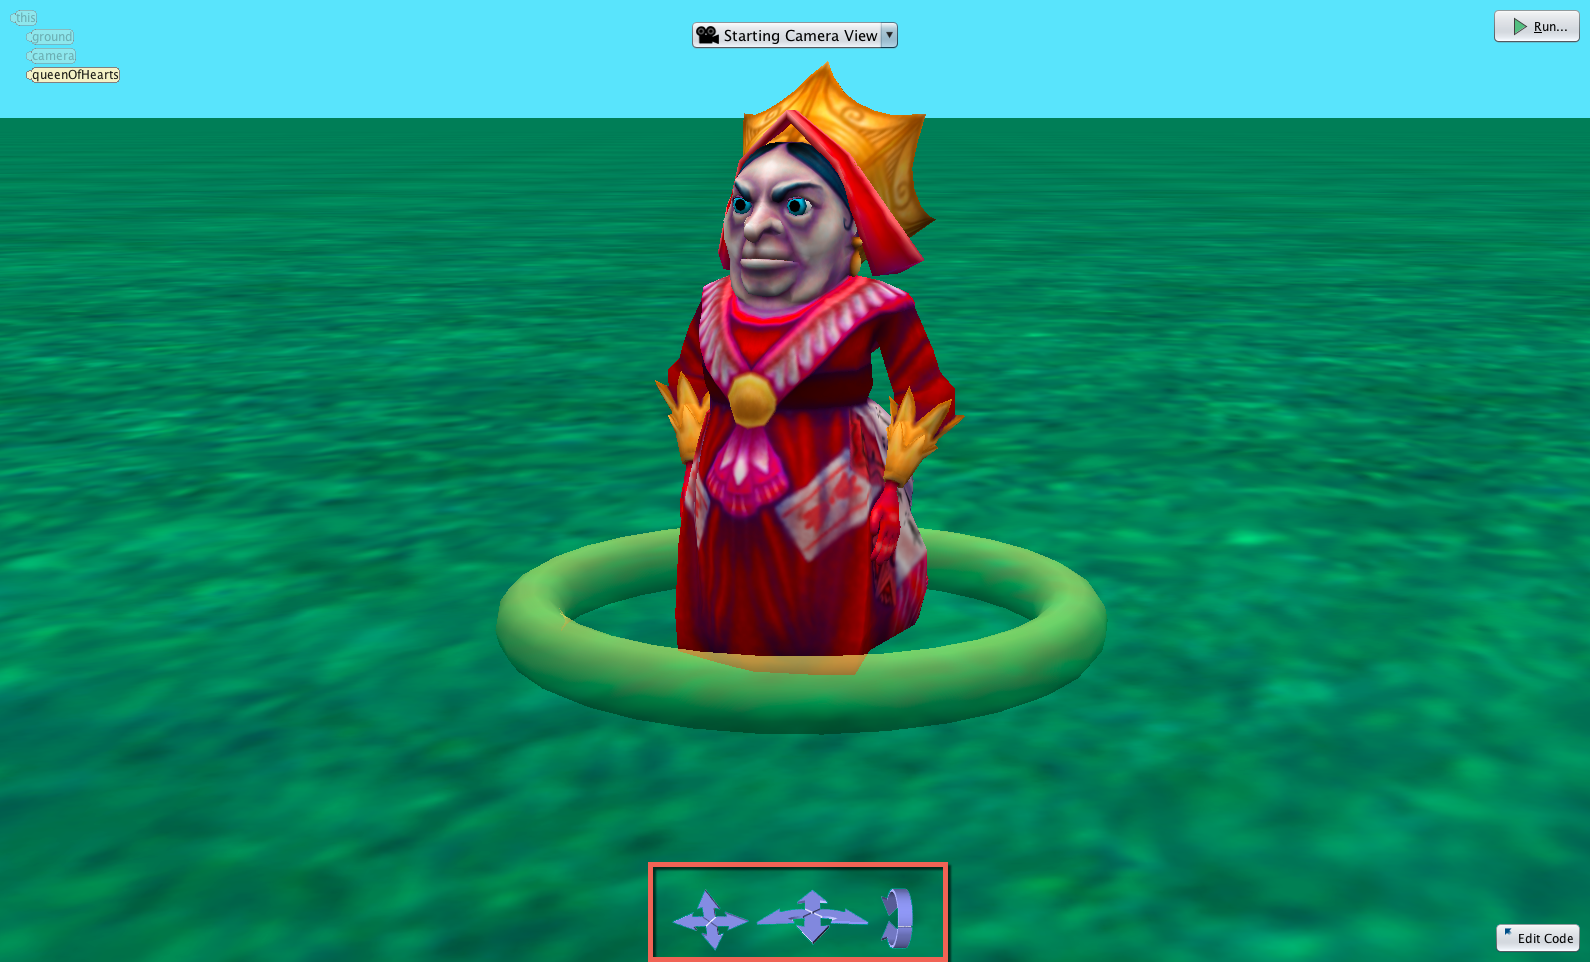 this
ground
camera
queenOfHearts
Starting Camera View
Run...
Edit Code